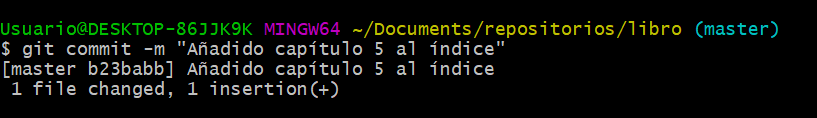 Usuario@DESKTOP-86JJK9K MINGW64 ~/Documents/repositorios/libro (master)
$ git commit -m "Añadido capítulo 5 al índice"
[master b23babb] Añadido capítulo 5 al índice
 1 file changed, 1 insertion(+)